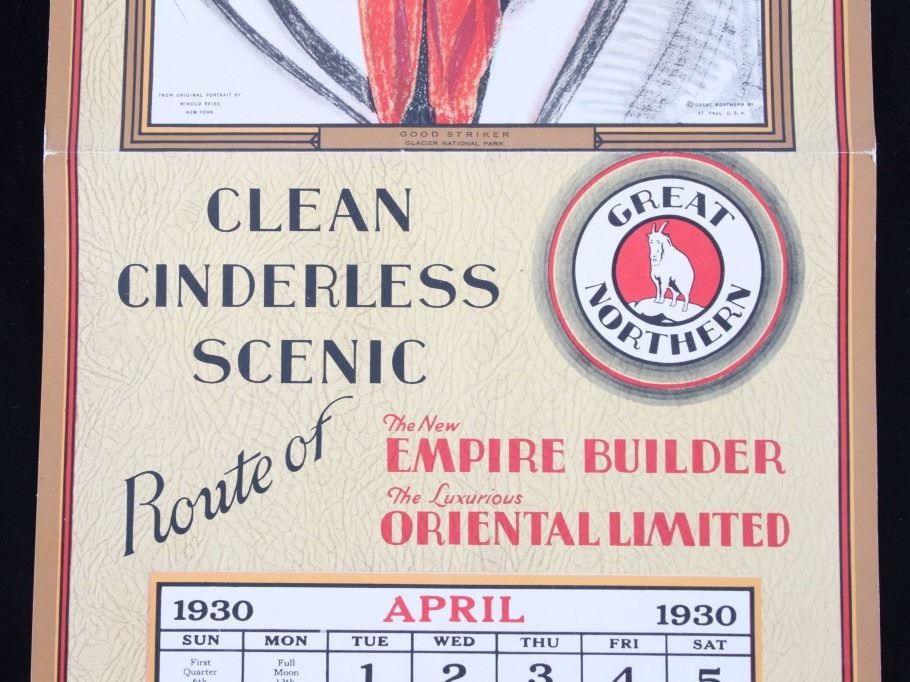 FROM ORIGINAL PORTRAIT BY
WINOLD REISS
NEW YORK
© GREAT NORTHERN RY
ST. PAUL, U.S.A.
GOOD STRIKER
GLACIER NATIONAL PARK
CLEAN
CINDERLESS
SCENIC
GREAT
NORTHERN
Route of
The New
EMPIRE BUILDER
The Luxurious
ORIENTAL LIMITED
1930 APRIL 1930
SUN MON TUE WED THU FRI SAT
First Full 1 2 3 4 5
Quarter Moon
6th 13th